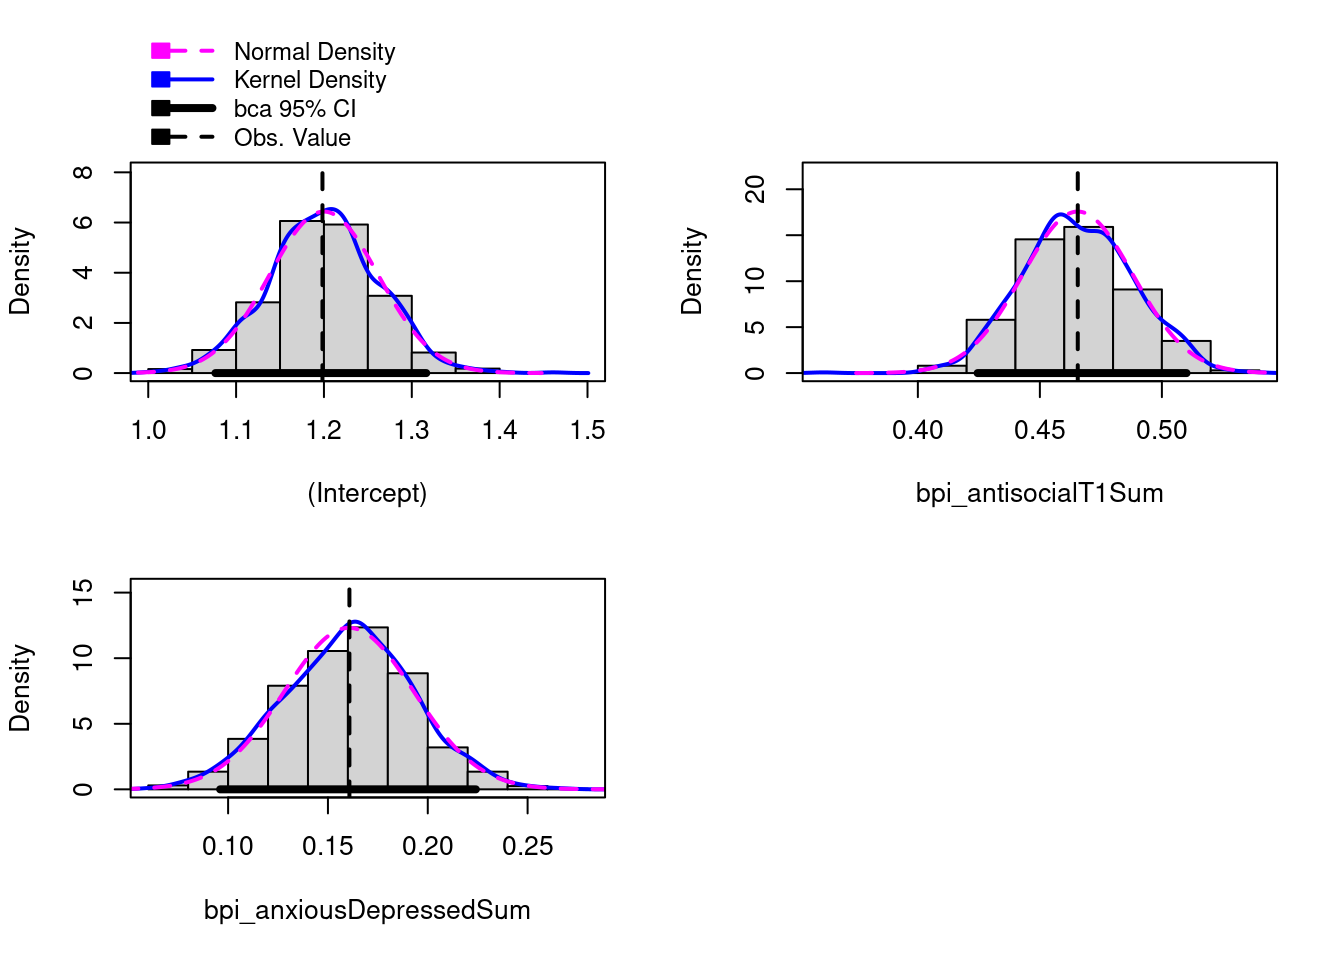 Normal Density
Kernel Density
bca 95% CI
Obs. Value
Density
0 2 4 6 8
1.0 1.1 1.2 1.3 1.4 1.5
(Intercept)
Density
0 5 10 20
0.40 0.45 0.50
bpi_antisocialT1Sum
Density
0 5 10 15
0.10 0.15 0.20 0.25
bpi_anxiousDepressedSum